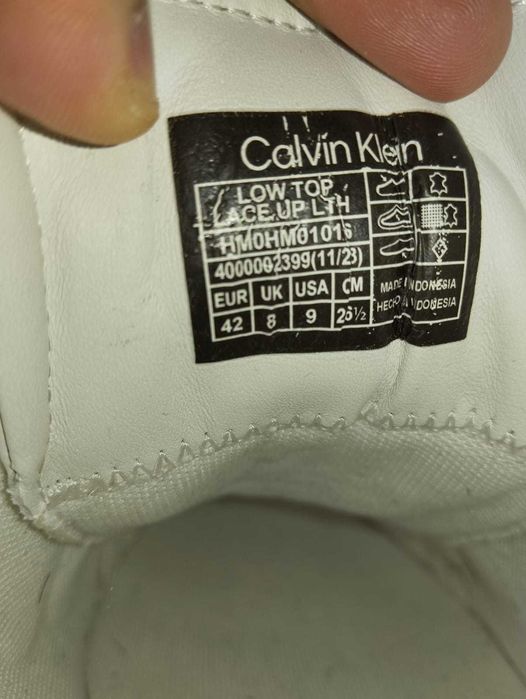 Calvin Klein
LOW TOP
LACE UP LTH
HM0HM01016
4000002399(11/23)
EUR UK USA CM
42 8 9 26½
MADE IN INDONESIA
HECHO EN INDONESIA